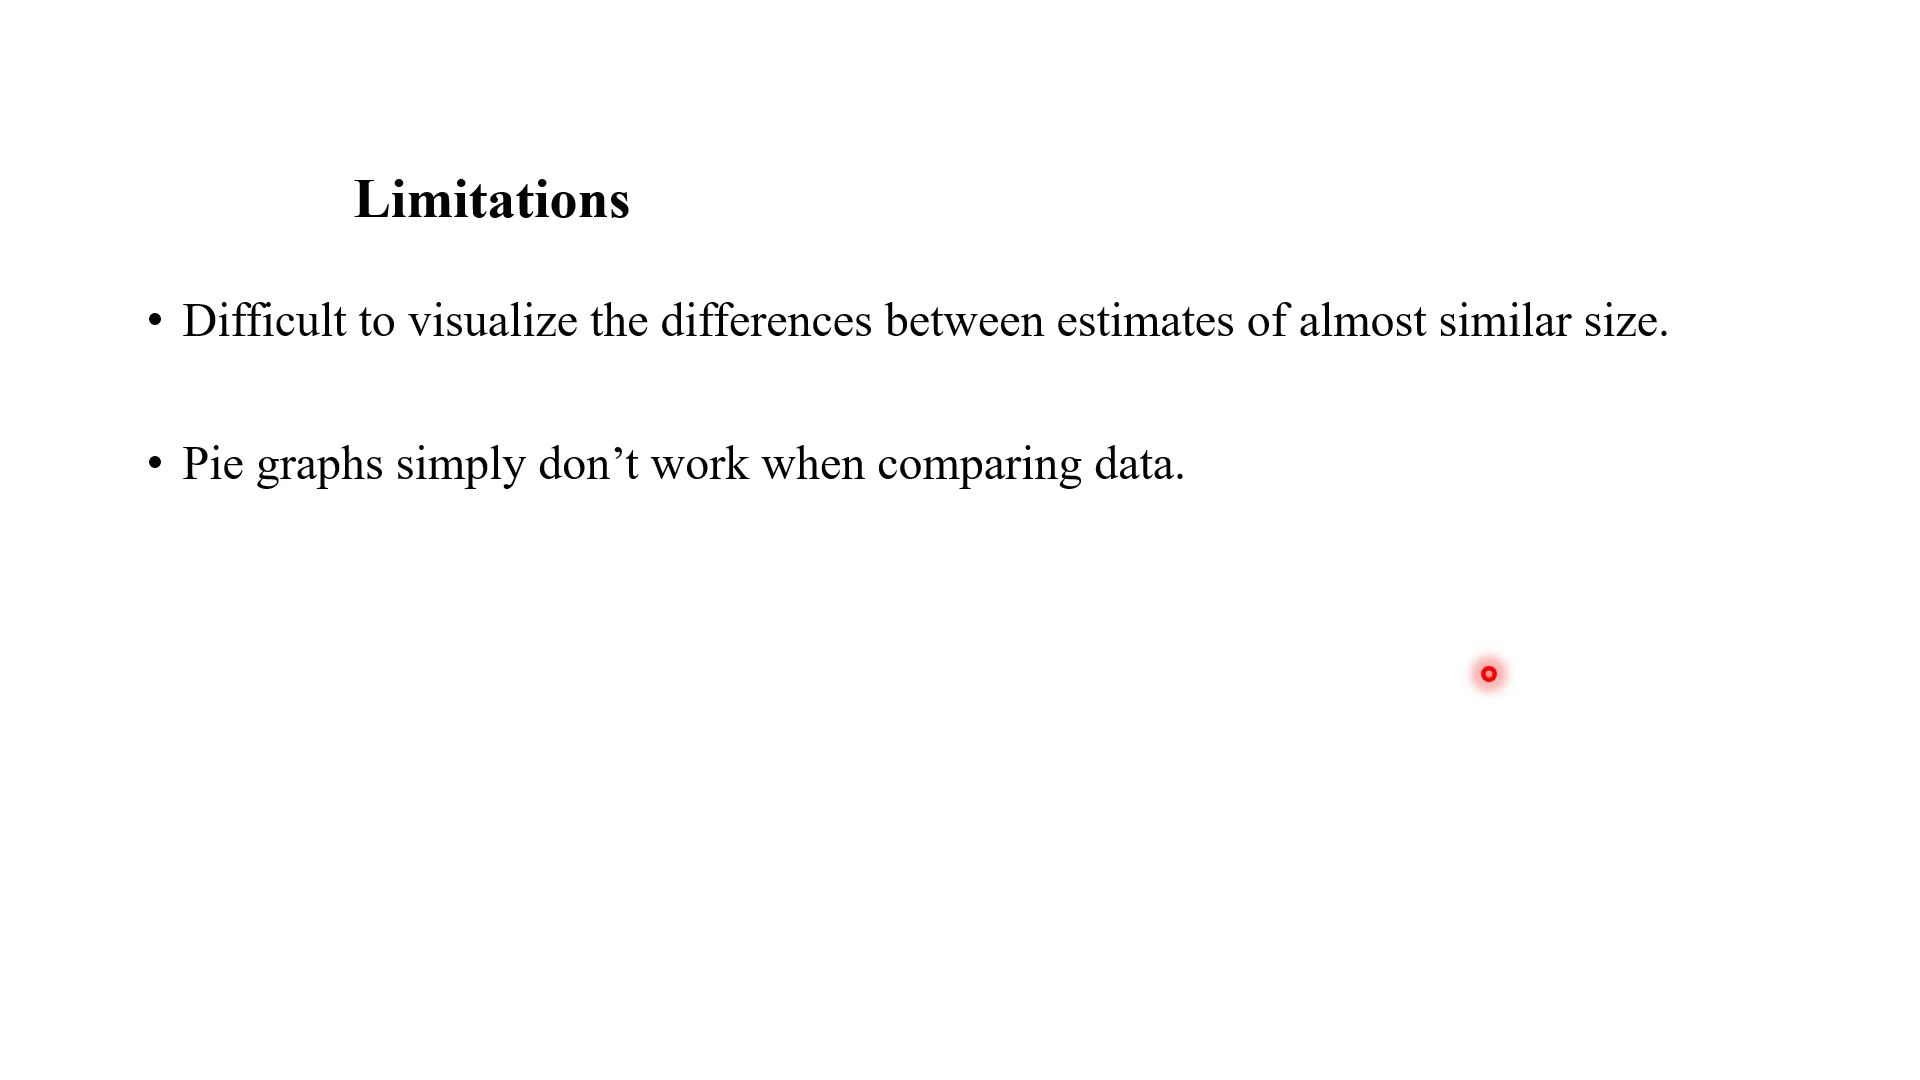 Limitations
• Difficult to visualize the differences between estimates of almost similar size.
• Pie graphs simply don’t work when comparing data.